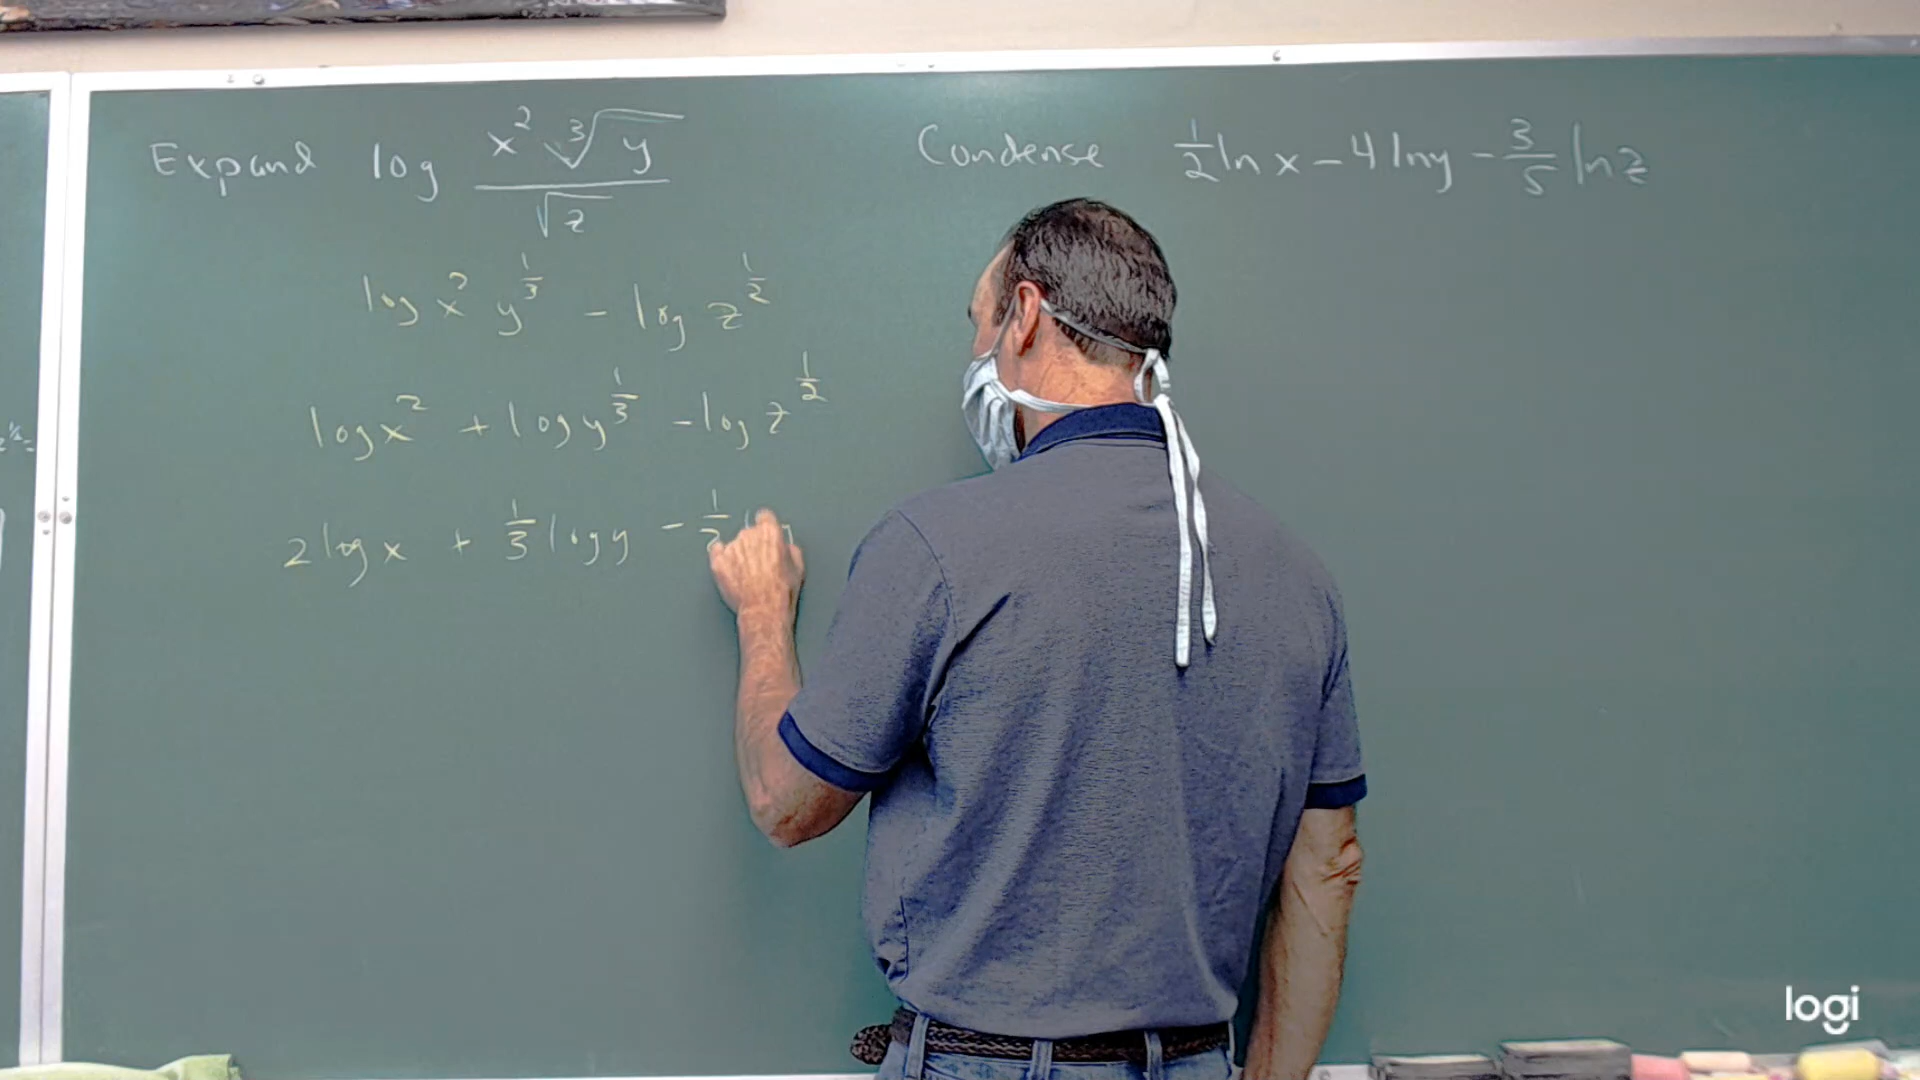 Expand log x² ∛y / √z
Condense ½ ln x − 4 ln y − 3/5 ln z
log x² y^(1/3) − log z^(1/2)
log x² + log y^(1/3) − log z^(1/2)
2 log x + 1/3 log y − 1/2
logi